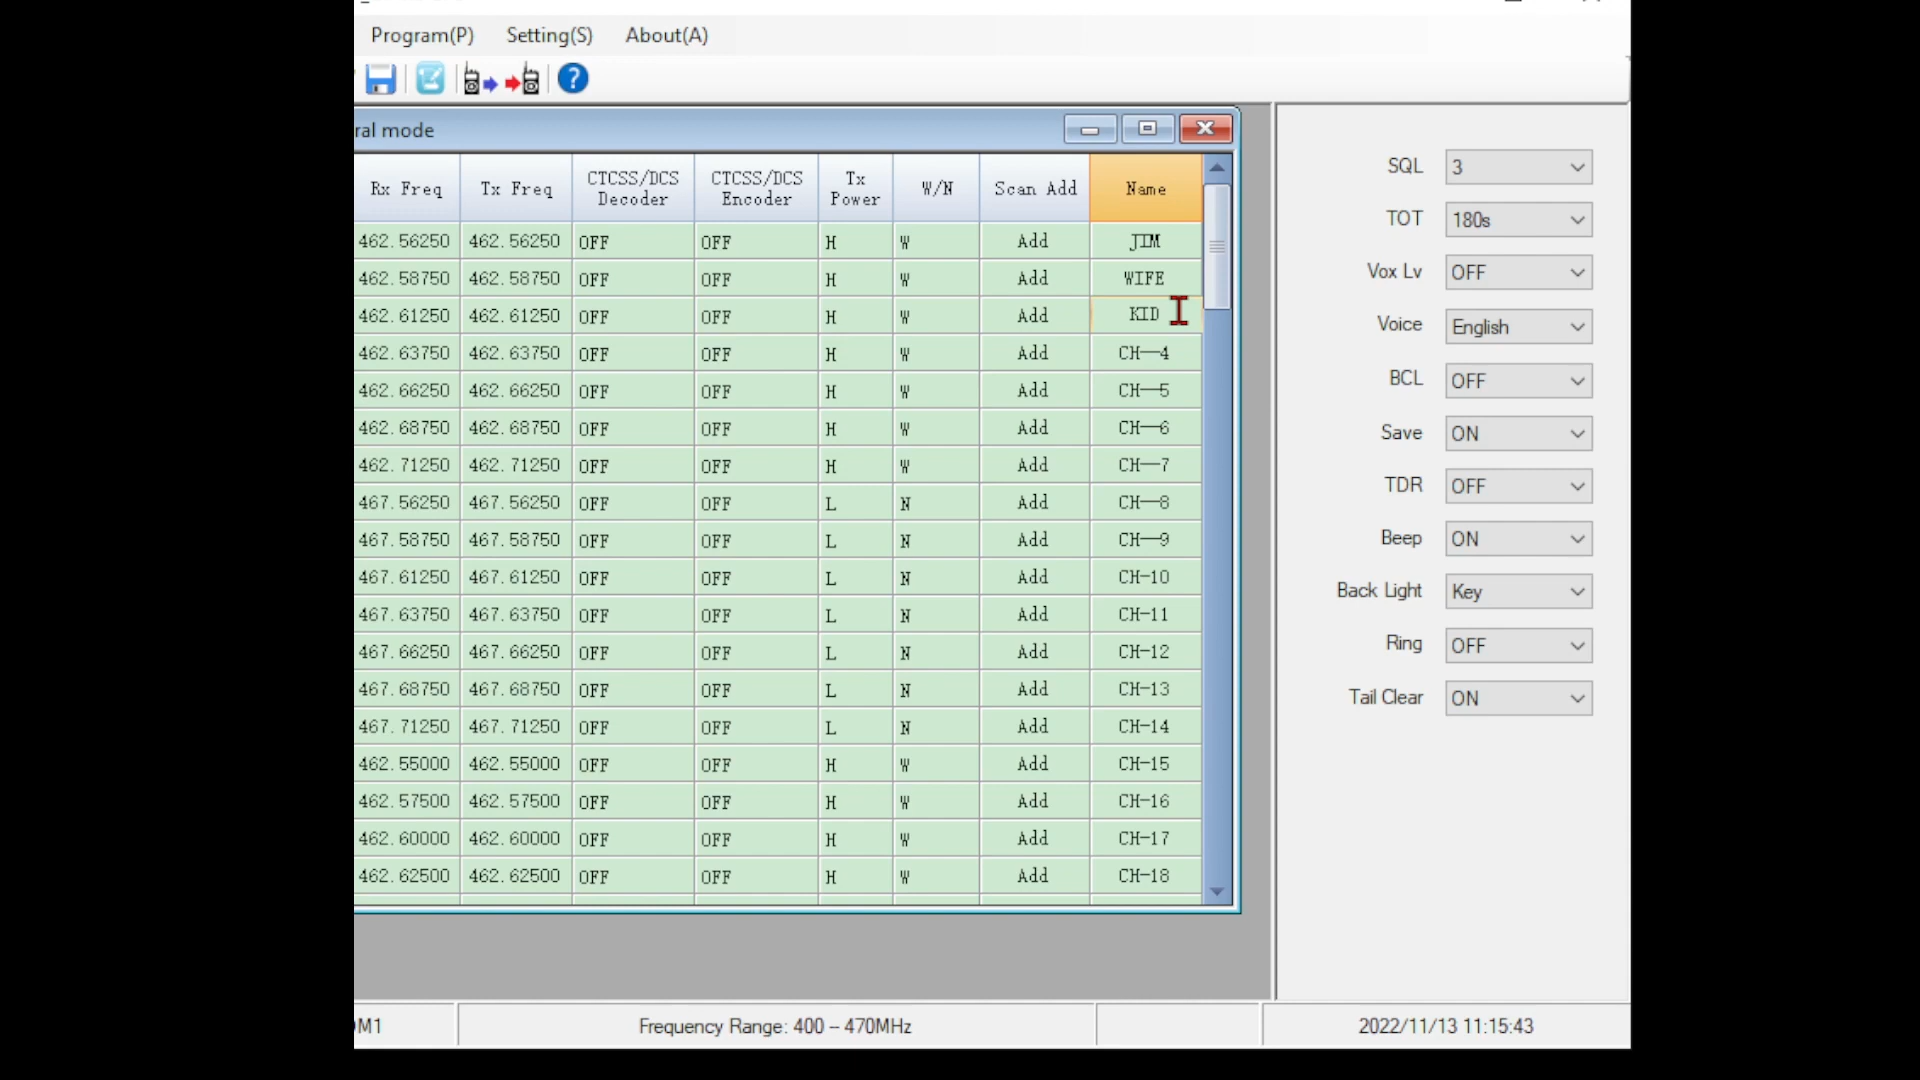 Program(P) Setting(S) About(A)
ral mode
Rx Freq Tx Freq CTCSS/DCS Decoder CTCSS/DCS Encoder Tx Power W/N Scan Add Name
462.56250 462.56250 OFF OFF H W Add JIM
462.58750 462.58750 OFF OFF H W Add WIFE
462.61250 462.61250 OFF OFF H W Add KID
462.63750 462.63750 OFF OFF H W Add CH--4
462.66250 462.66250 OFF OFF H W Add CH--5
462.68750 462.68750 OFF OFF H W Add CH--6
462.71250 462.71250 OFF OFF H W Add CH--7
467.56250 467.56250 OFF OFF L N Add CH--8
467.58750 467.58750 OFF OFF L N Add CH--9
467.61250 467.61250 OFF OFF L N Add CH-10
467.63750 467.63750 OFF OFF L N Add CH-11
467.66250 467.66250 OFF OFF L N Add CH-12
467.68750 467.68750 OFF OFF L N Add CH-13
467.71250 467.71250 OFF OFF L N Add CH-14
462.55000 462.55000 OFF OFF H W Add CH-15
462.57500 462.57500 OFF OFF H W Add CH-16
462.60000 462.60000 OFF OFF H W Add CH-17
462.62500 462.62500 OFF OFF H W Add CH-18
SQL 3
TOT 180s
Vox Lv OFF
Voice English
BCL OFF
Save ON
TDR OFF
Beep ON
Back Light Key
Ring OFF
Tail Clear ON
M1 Frequency Range: 400 -- 470MHz 2022/11/13 11:15:43